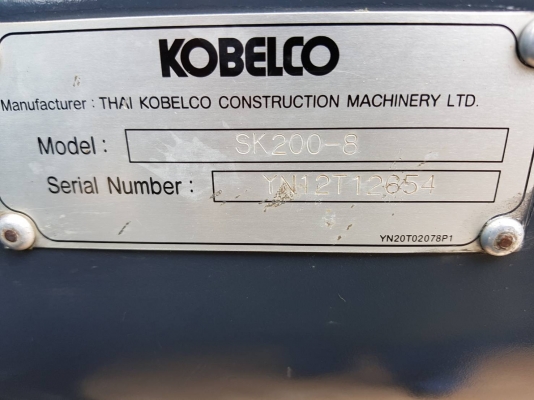 KOBELCO
Manufacturer : THAI KOBELCO CONSTRUCTION MACHINERY LTD.
Model : SK200-8
Serial Number : YN12T12654
YN20T02078P1